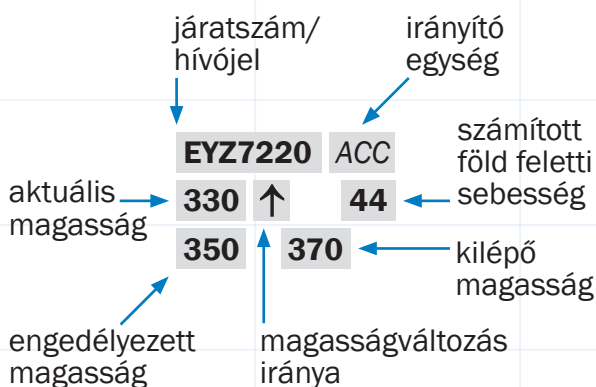 járatszám/
hívójel
irányító
egység
EYZ7220 ACC
számított
föld feletti
sebesség
aktuális
magasság
330 ↑ 44
350 370
kilépő
magasság
engedélyezett
magasság
magasságváltozás
iránya